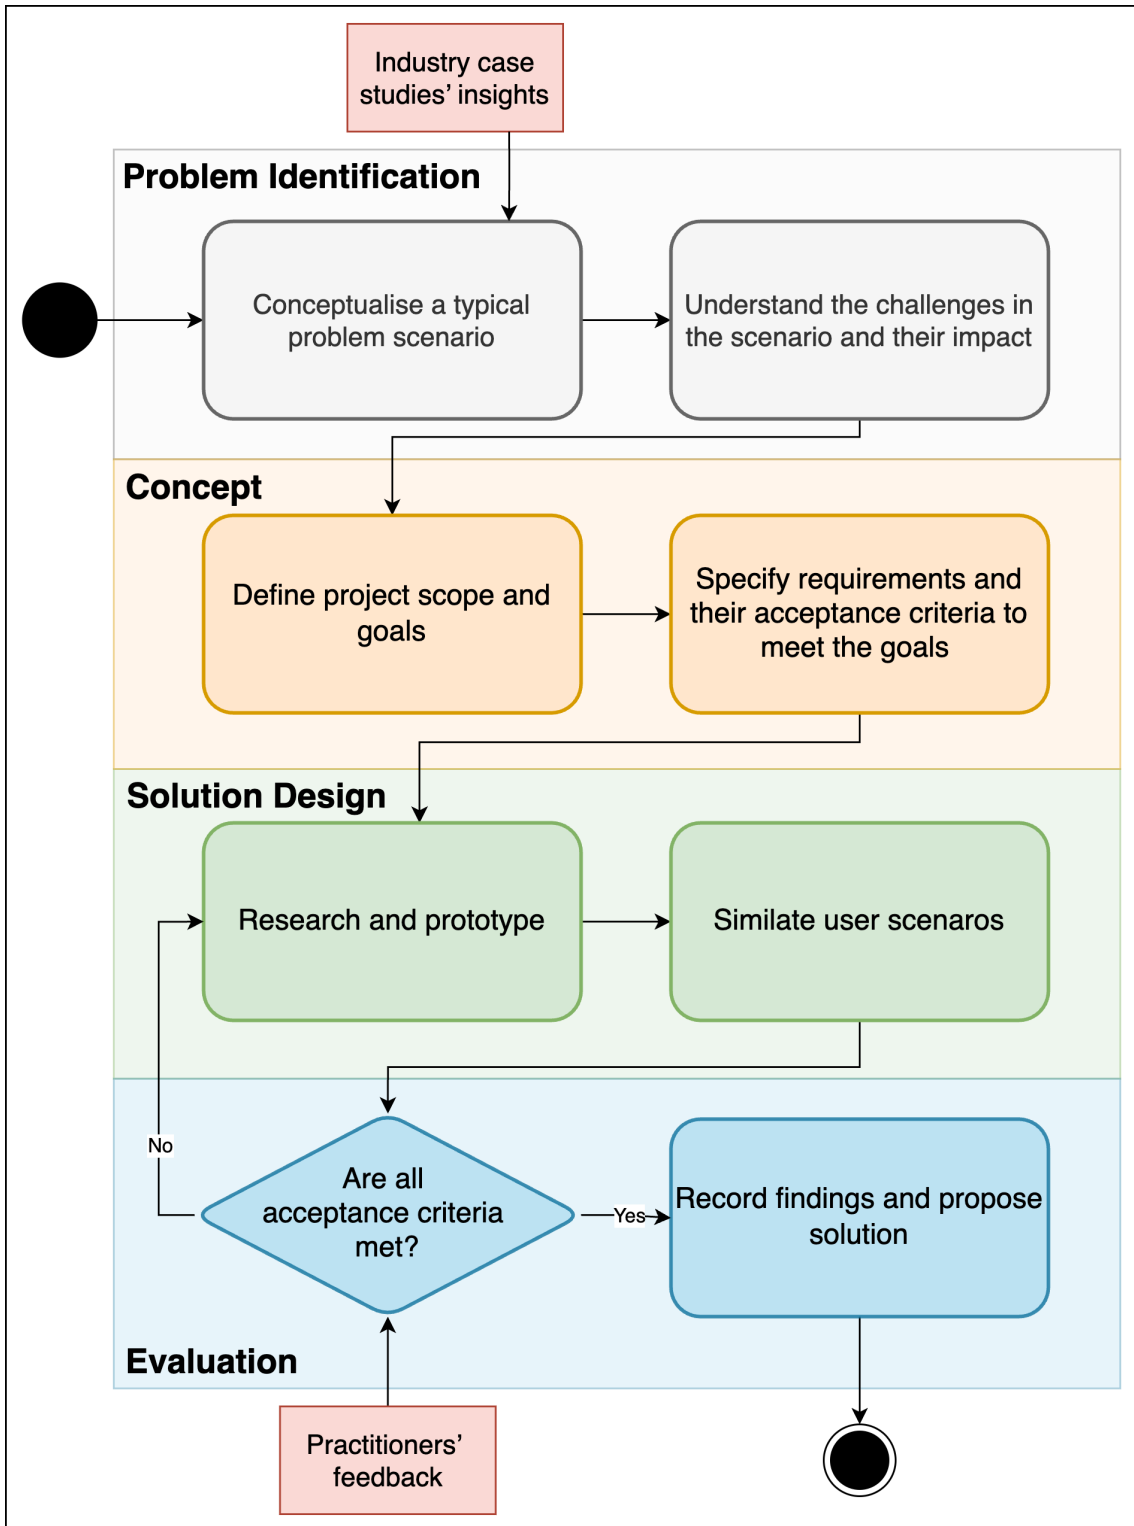 Industry case
studies’ insights
Problem Identification
Conceptualise a typical
problem scenario
Understand the challenges in
the scenario and their impact
Concept
Define project scope and
goals
Specify requirements and
their acceptance criteria to
meet the goals
Solution Design
Research and prototype
Similate user scenaros
No
Are all
acceptance criteria
met?
Yes
Record findings and propose
solution
Evaluation
Practitioners’
feedback